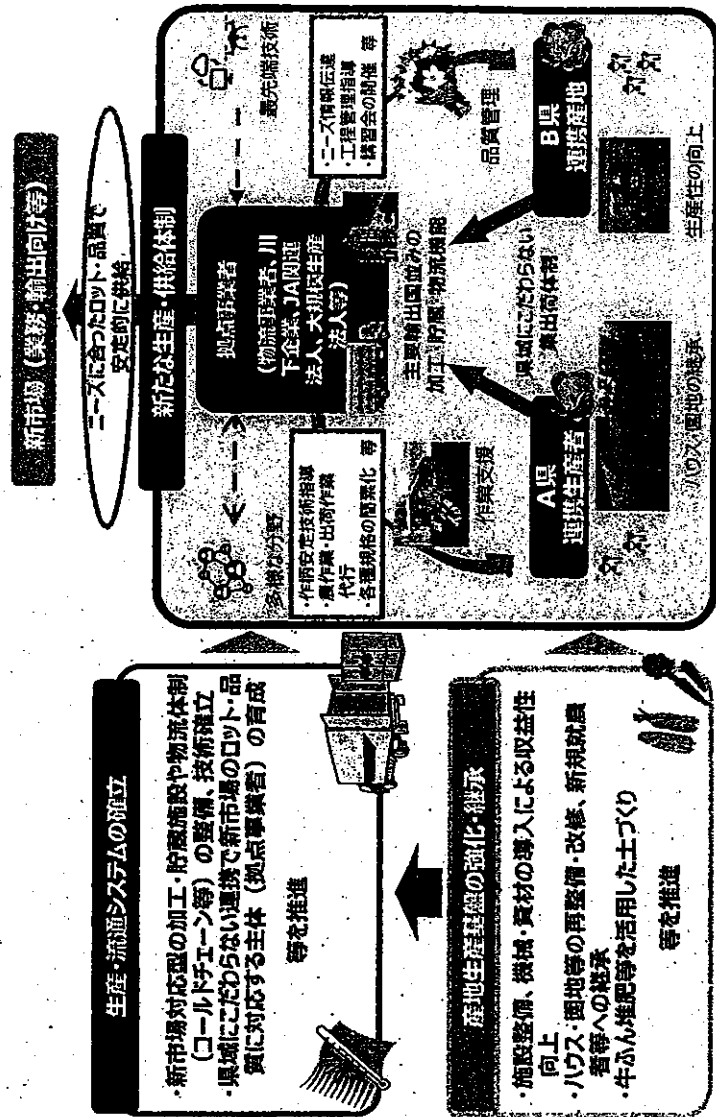 生産・流通システムの確立
・新市場対応型の加工・貯蔵施設や物流体制
（コールドチェーン等）の整備、技術確立
・県域にこだわらない連携で新市場のロット・品
質に対応する主体（拠点事業者）の育成
等を推進
産地生産基盤の強化・継承
・施設整備、機械・資材の導入による収益性
向上
・ハウス・園地等の再整備・改修、新規就農
者等への継承
・牛ふん堆肥等を活用した土づくり
等を推進
新市場（業務・輸出向け等）
ニーズに合ったロット・品質で
安定的に供給
新たな生産・供給体制
多様な分野
最先端技術
拠点事業者
（物流事業者、川
下企業、JA関連
法人、大規模生産
法人等）
・作柄安定技術指導
・農作業・出荷作業
代行
・各種規格の簡素化 等
・ニーズ情報伝達
・工程管理指導
・講習会の開催 等
作業支援
主要輸出国並みの
加工・貯蔵・物流機能
品質管理
県域にこだわらない
集出荷体制
A県
連携生産者
B県
連携産地
ハウス・園地の継承
生産性の向上